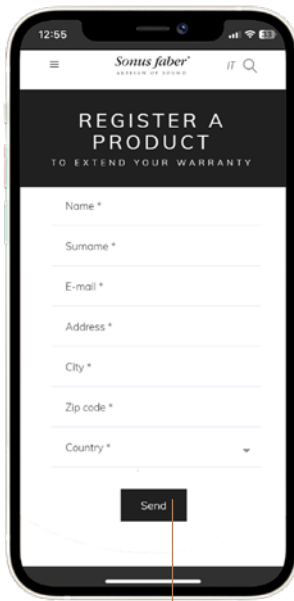 12:55
53
Sonus faber®
ARTISAN OF SOUND
IT
REGISTER A
PRODUCT
TO EXTEND YOUR WARRANTY
Name *
Surname *
E-mail *
Address *
City *
Zip code *
Country *
Send